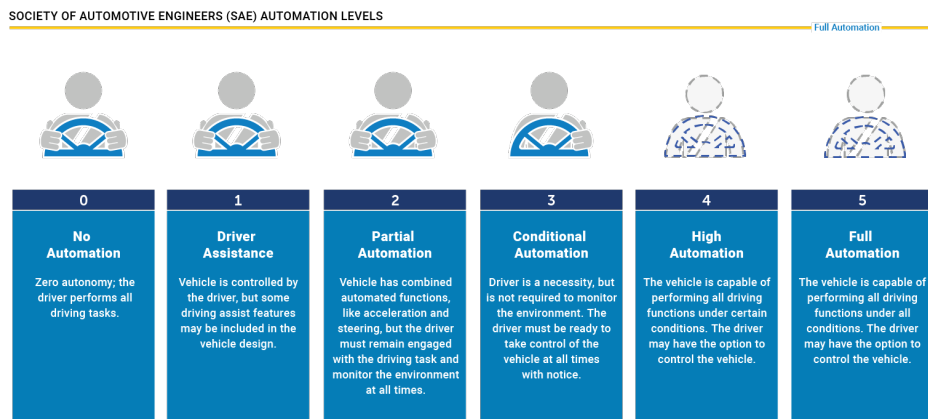 SOCIETY OF AUTOMOTIVE ENGINEERS (SAE) AUTOMATION LEVELS
Full Automation
0
No
Automation
Zero autonomy; the
driver performs all
driving tasks.
1
Driver
Assistance
Vehicle is controlled by
the driver, but some
driving assist features
may be included in the
vehicle design.
2
Partial
Automation
Vehicle has combined
automated functions,
like acceleration and
steering, but the driver
must remain engaged
with the driving task and
monitor the environment
at all times.
3
Conditional
Automation
Driver is a necessity, but
is not required to monitor
the environment. The
driver must be ready to
take control of the
vehicle at all times
with notice.
4
High
Automation
The vehicle is capable of
performing all driving
functions under certain
conditions. The driver
may have the option to
control the vehicle.
5
Full
Automation
The vehicle is capable of
performing all driving
functions under all
conditions. The driver
may have the option to
control the vehicle.